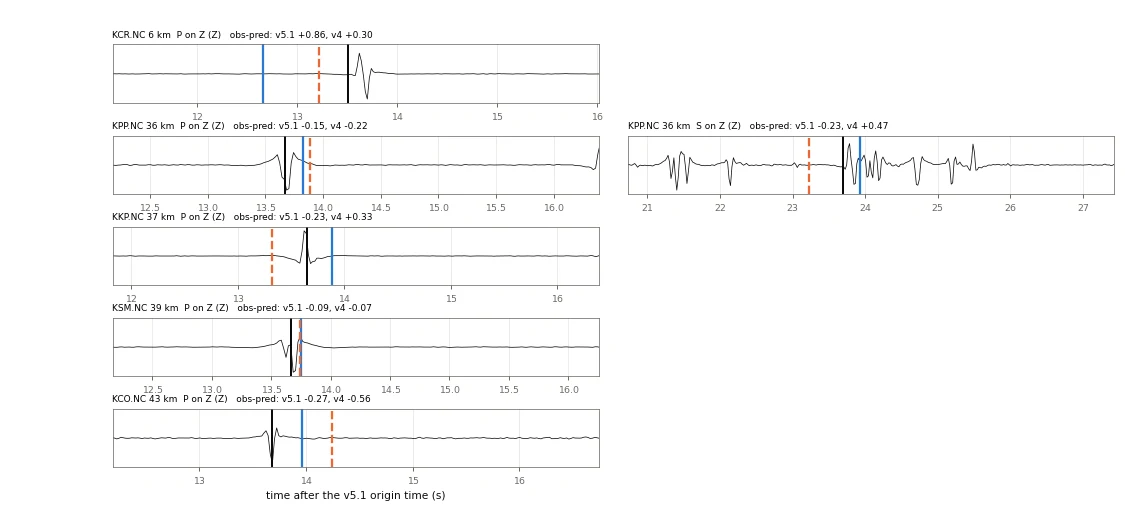 KCR.NC 6 km P on Z (Z) obs-pred: v5.1 +0.86, v4 +0.30
12 13 14 15 16
KPP.NC 36 km P on Z (Z) obs-pred: v5.1 -0.15, v4 -0.22
12.5 13.0 13.5 14.0 14.5 15.0 15.5 16.0
KPP.NC 36 km S on Z (Z) obs-pred: v5.1 -0.23, v4 +0.47
21 22 23 24 25 26 27
KKP.NC 37 km P on Z (Z) obs-pred: v5.1 -0.23, v4 +0.33
12 13 14 15 16
KSM.NC 39 km P on Z (Z) obs-pred: v5.1 -0.09, v4 -0.07
12.5 13.0 13.5 14.0 14.5 15.0 15.5 16.0
KCO.NC 43 km P on Z (Z) obs-pred: v5.1 -0.27, v4 -0.56
13 14 15 16
time after the v5.1 origin time (s)